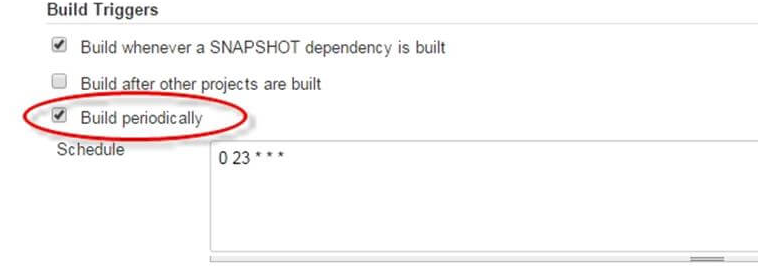 Build Triggers
Build whenever a SNAPSHOT dependency is built
Build after other projects are built
Build periodically
Schedule
0 23 * * *